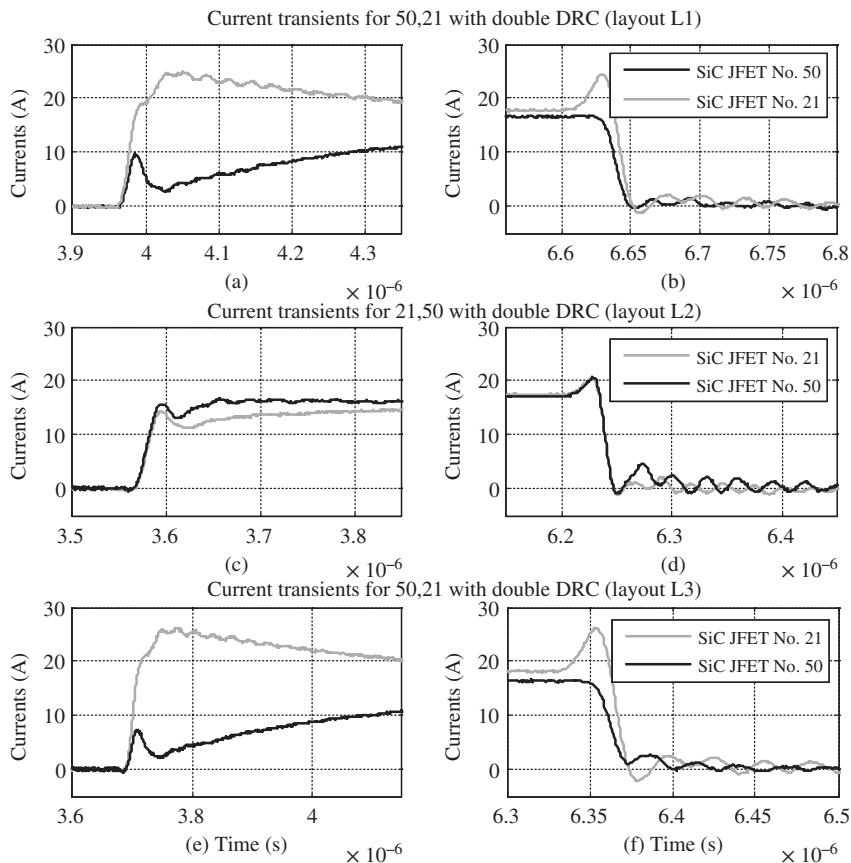 Current transients for 50,21 with double DRC (layout L1)
30
20
10
0
Currents (A)
3.9
4
4.1
4.2
4.3
(a)
× 10⁻⁶
30
20
10
0
Currents (A)
SiC JFET No. 50
SiC JFET No. 21
6.6
6.65
6.7
6.75
6.8
(b)
× 10⁻⁶
Current transients for 21,50 with double DRC (layout L2)
30
20
10
0
Currents (A)
3.5
3.6
3.7
3.8
(c)
× 10⁻⁶
30
20
10
0
Currents (A)
SiC JFET No. 21
SiC JFET No. 50
6.2
6.3
6.4
(d)
× 10⁻⁶
Current transients for 50,21 with double DRC (layout L3)
30
20
10
0
Currents (A)
3.6
3.8
4
(e) Time (s)
× 10⁻⁶
30
20
10
0
Currents (A)
SiC JFET No. 21
SiC JFET No. 50
6.3
6.35
6.4
6.45
6.5
(f) Time (s)
× 10⁻⁶